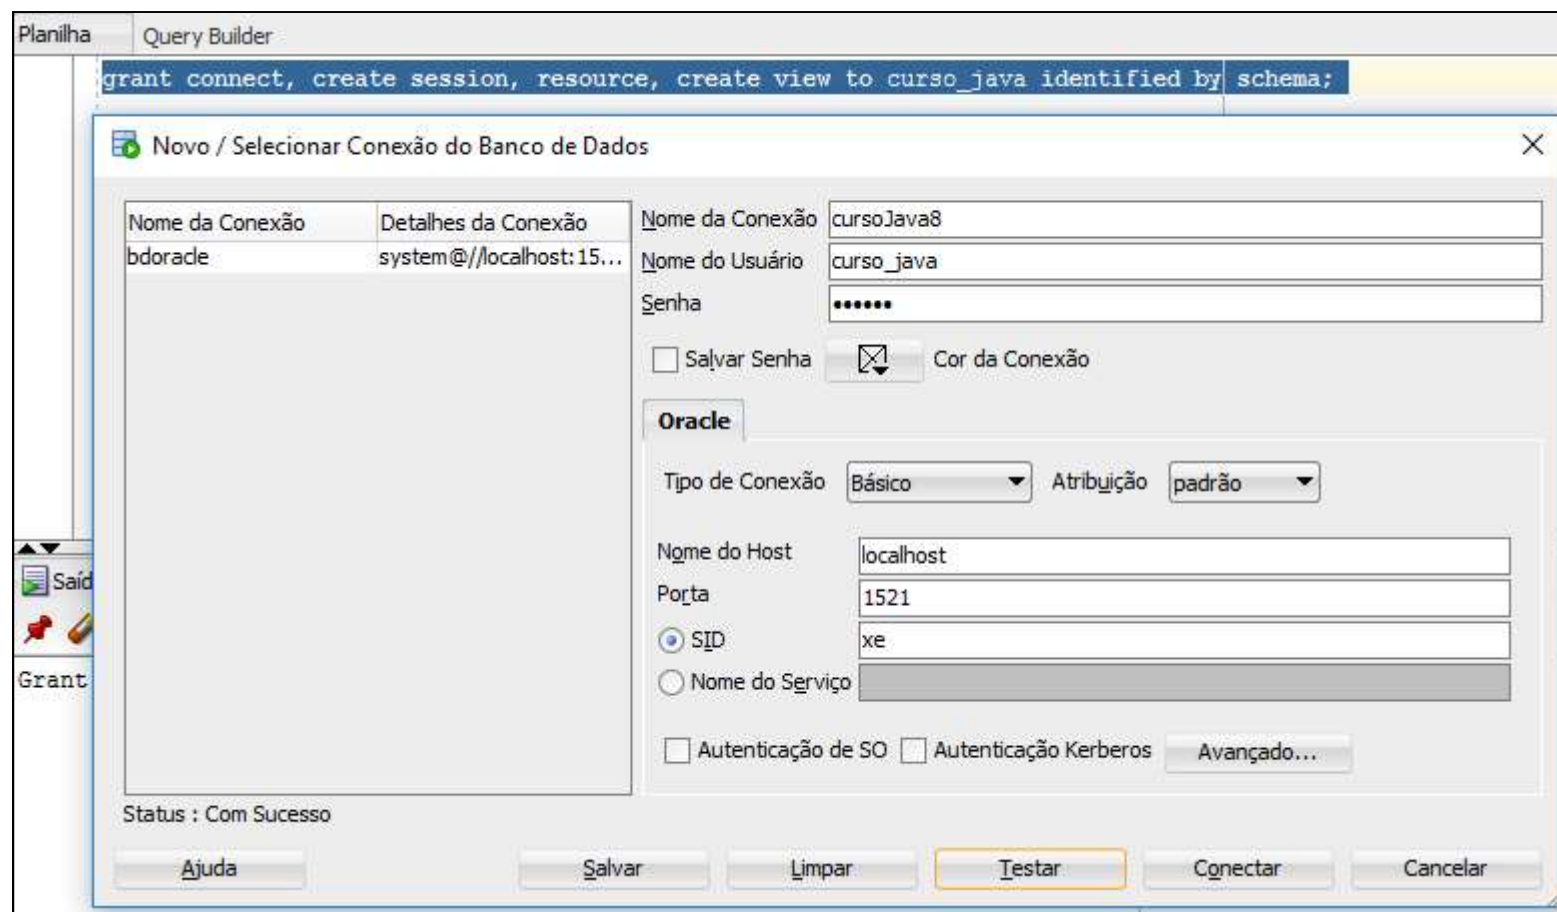 Planilha Query Builder
grant connect, create session, resource, create view to curso_java identified by schema;
Novo / Selecionar Conexão do Banco de Dados
Nome da Conexão Detalhes da Conexão
bdoracle system@//localhost:15...
Nome da Conexão cursoJava8
Nome do Usuário curso_java
Senha ••••••
Salvar Senha Cor da Conexão
Oracle
Tipo de Conexão Básico Atribuição padrão
Nome do Host localhost
Porta 1521
SID xe
Nome do Serviço
Autenticação de SO Autenticação Kerberos Avançado...
Saíd
Grant
Status : Com Sucesso
Ajuda Salvar Limpar Testar Conectar Cancelar